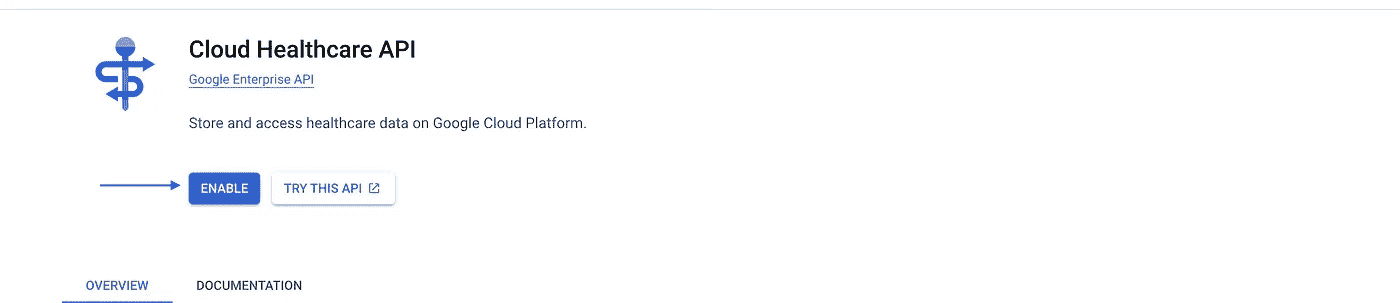 Cloud Healthcare API
Google Enterprise API
Store and access healthcare data on Google Cloud Platform.
ENABLE TRY THIS API
OVERVIEW DOCUMENTATION